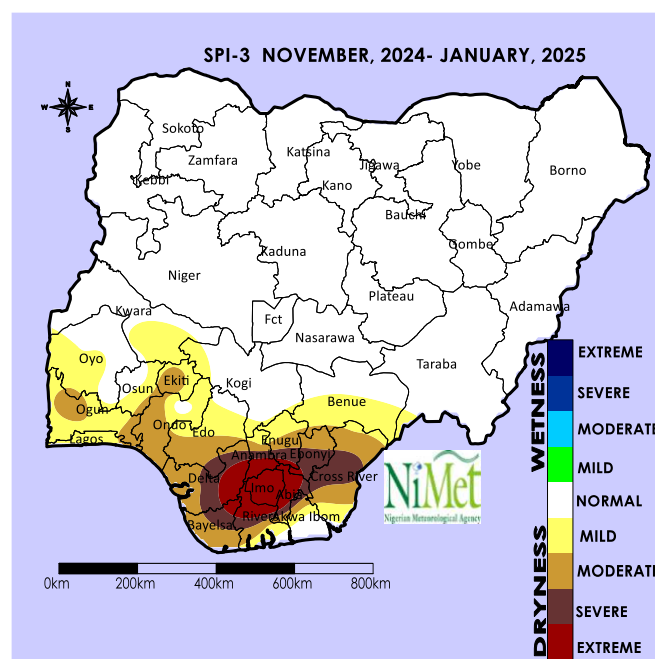 SPI-3 NOVEMBER, 2024- JANUARY, 2025
N
W E
S
Sokoto
Zamfara
Katsina
Jigawa
Yobe
Borno
Kebbi
Kano
Bauchi
Gombe
Kaduna
Niger
Plateau
Adamawa
Kwara
Fct
Nasarawa
Taraba
Oyo
Osun
Ekiti
Kogi
Benue
Ogun
Ondo
Edo
Lagos
Enugu
Anambra
Ebonyi
Delta
Imo
Abia
Cross River
Bayelsa
Rivers
Akwa Ibom
NiMet
Nigerian Meteorological Agency
0km 200km 400km 600km 800km
WETNESS
EXTREME
SEVERE
MODERATE
MILD
NORMAL
DRYNESS
MILD
MODERATE
SEVERE
EXTREME